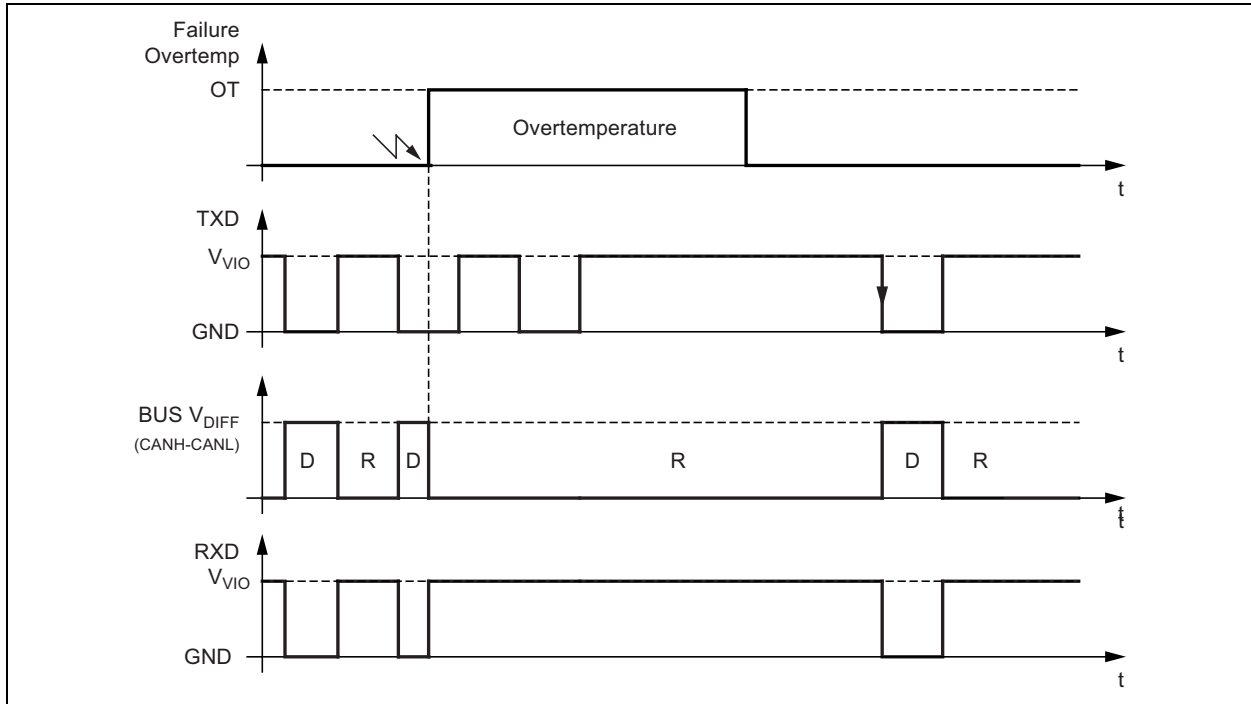 Failure
Overtemp
OT
Overtemperature
t
TXD
VVIO
GND
t
BUS VDIFF
(CANH-CANL)
D
R
D
R
D
R
t
t
RXD
VVIO
GND
t